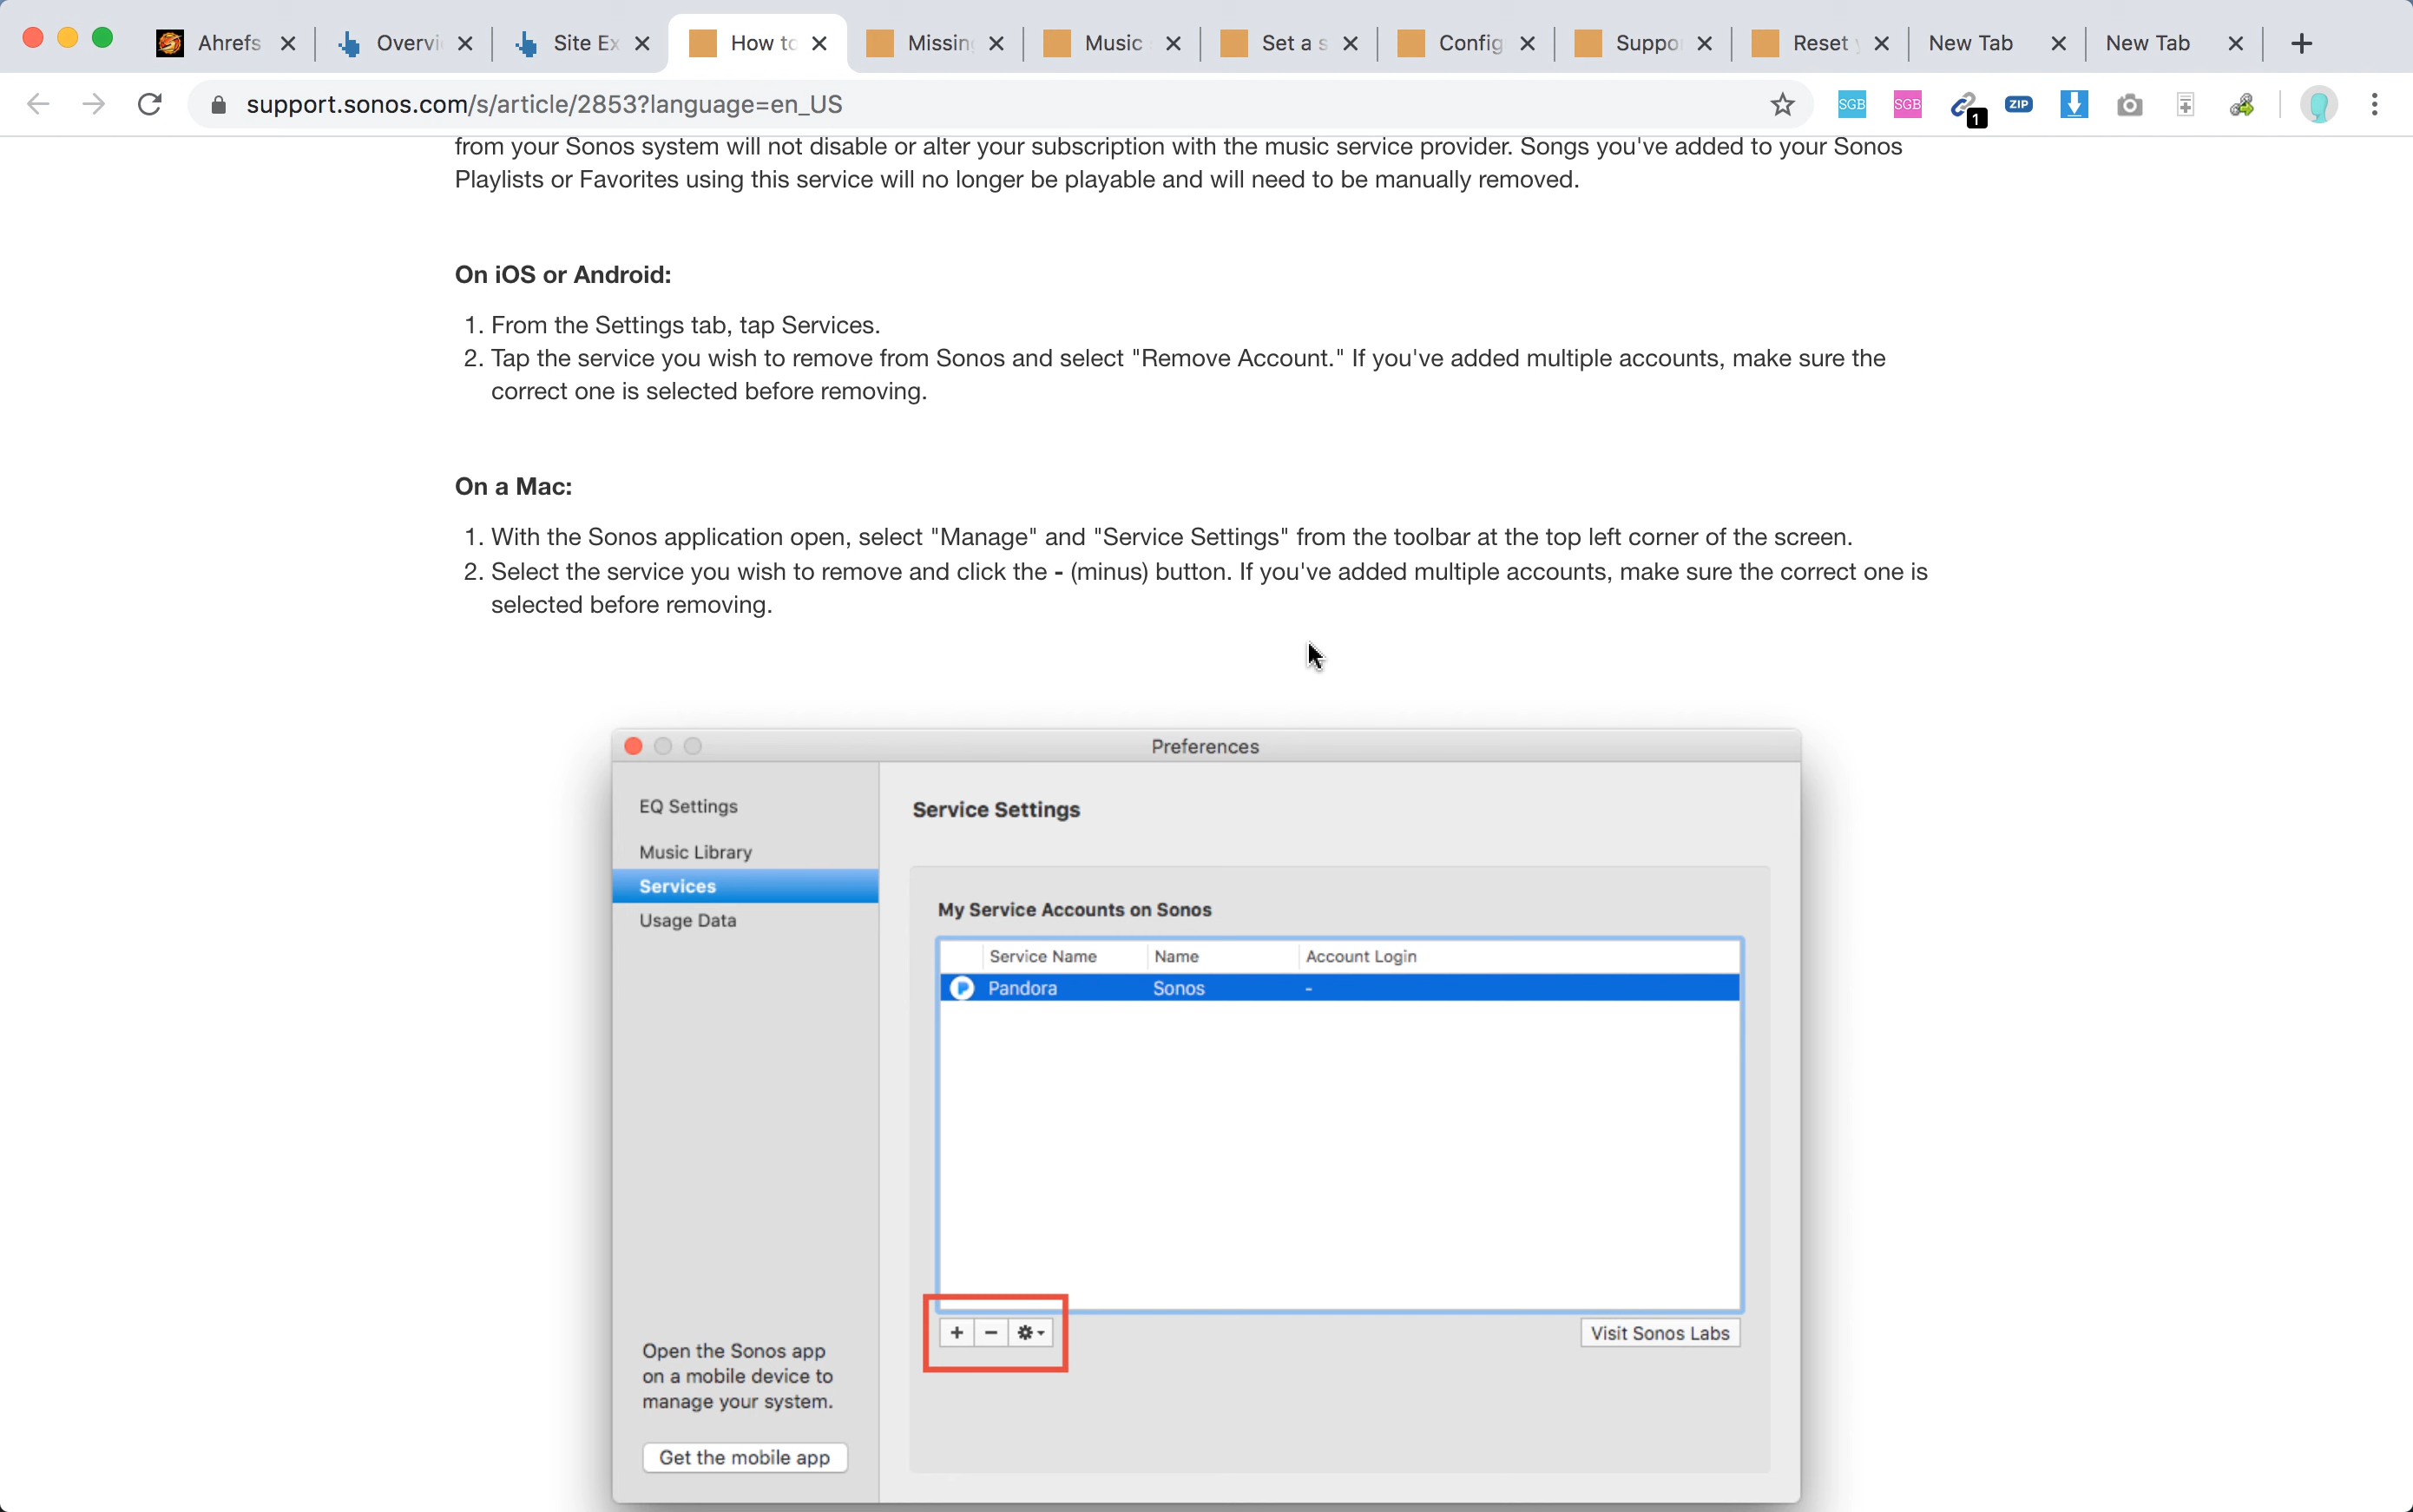 Ahrefs
Overvi
Site Ex
How to
Missin
Music
Set a s
Config
Suppo
Reset y
New Tab
New Tab
support.sonos.com/s/article/2853?language=en_US
SGB
SGB
1
ZIP
from your Sonos system will not disable or alter your subscription with the music service provider. Songs you've added to your Sonos
Playlists or Favorites using this service will no longer be playable and will need to be manually removed.
On iOS or Android:
1. From the Settings tab, tap Services.
2. Tap the service you wish to remove from Sonos and select "Remove Account." If you've added multiple accounts, make sure the
correct one is selected before removing.
On a Mac:
1. With the Sonos application open, select "Manage" and "Service Settings" from the toolbar at the top left corner of the screen.
2. Select the service you wish to remove and click the - (minus) button. If you've added multiple accounts, make sure the correct one is
selected before removing.
Preferences
EQ Settings
Music Library
Services
Usage Data
Service Settings
My Service Accounts on Sonos
Service Name Name Account Login
Pandora Sonos -
Visit Sonos Labs
Open the Sonos app
on a mobile device to
manage your system.
Get the mobile app